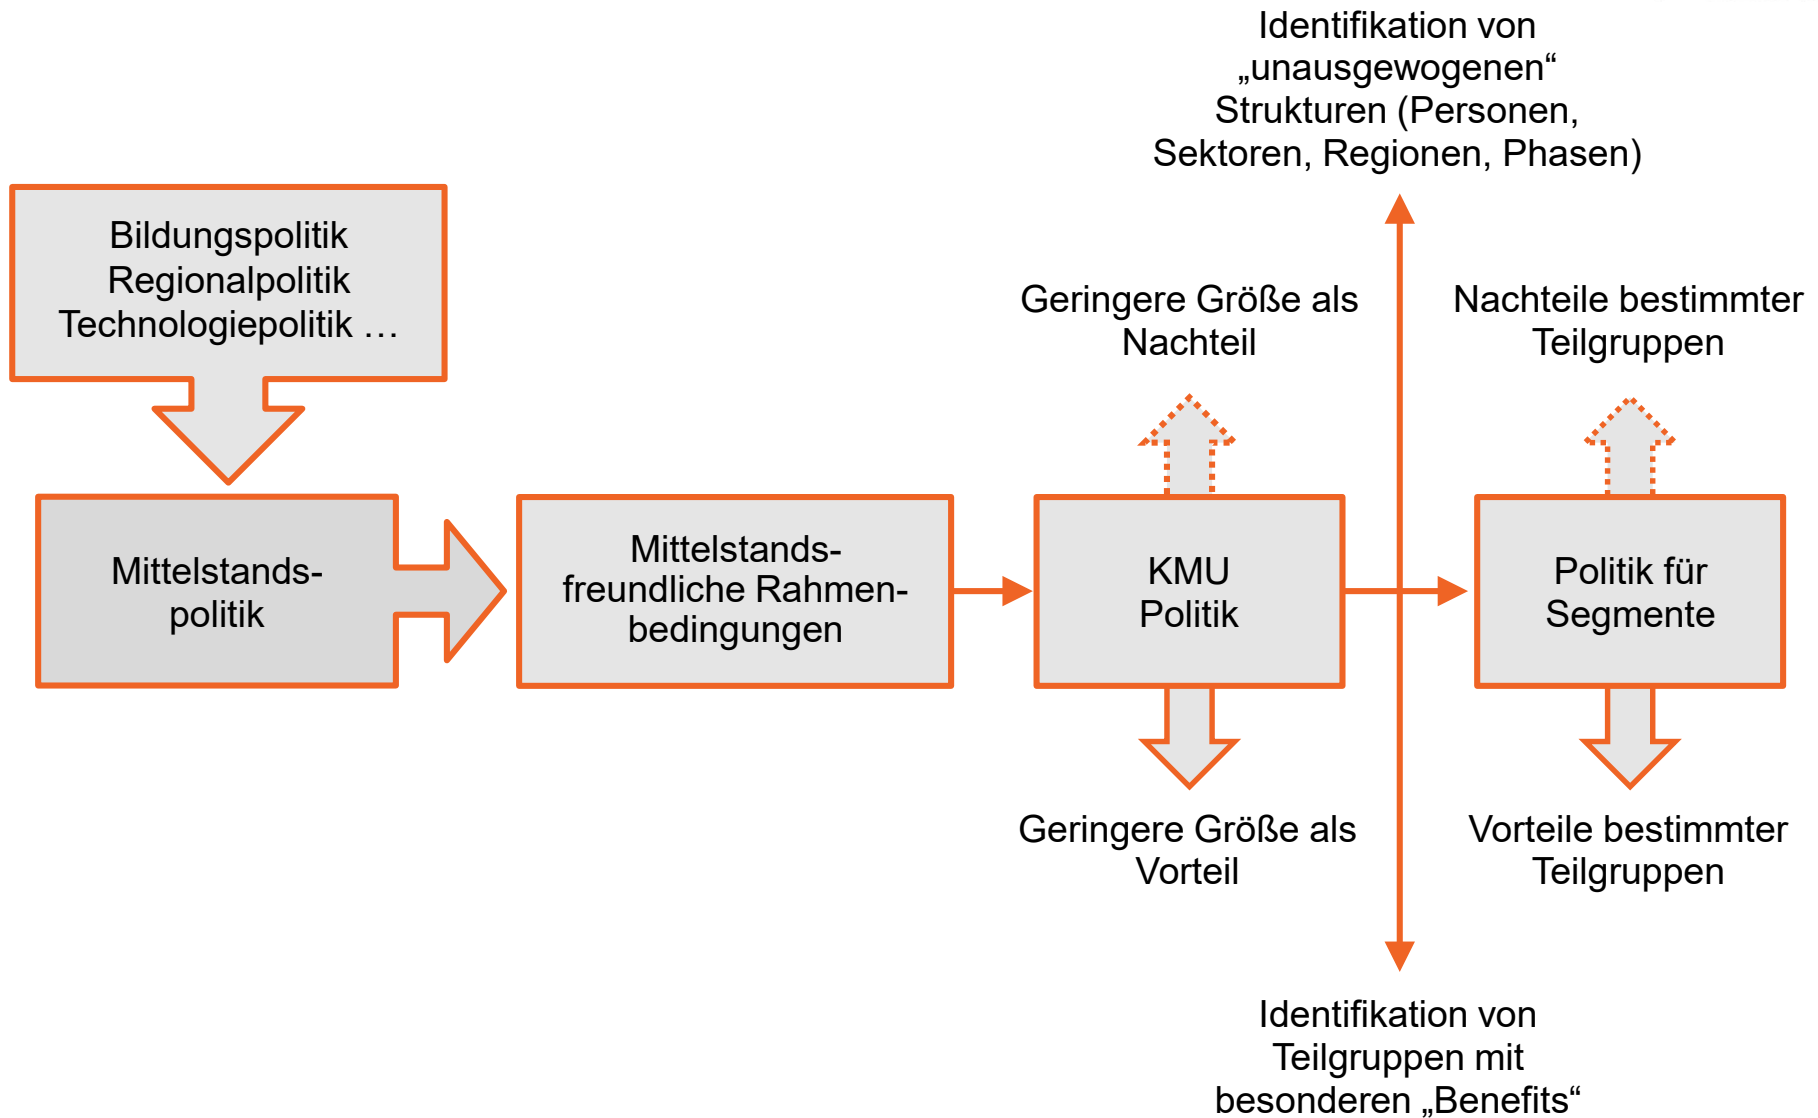 Identifikation von
„unausgewogenen“
Strukturen (Personen,
Sektoren, Regionen, Phasen)
Bildungspolitik
Regionalpolitik
Technologiepolitik …
Geringere Größe als
Nachteil
Nachteile bestimmter
Teilgruppen
Mittelstands-
politik
Mittelstands-
freundliche Rahmen-
bedingungen
KMU
Politik
Politik für
Segmente
Geringere Größe als
Vorteil
Vorteile bestimmter
Teilgruppen
Identifikation von
Teilgruppen mit
besonderen „Benefits“